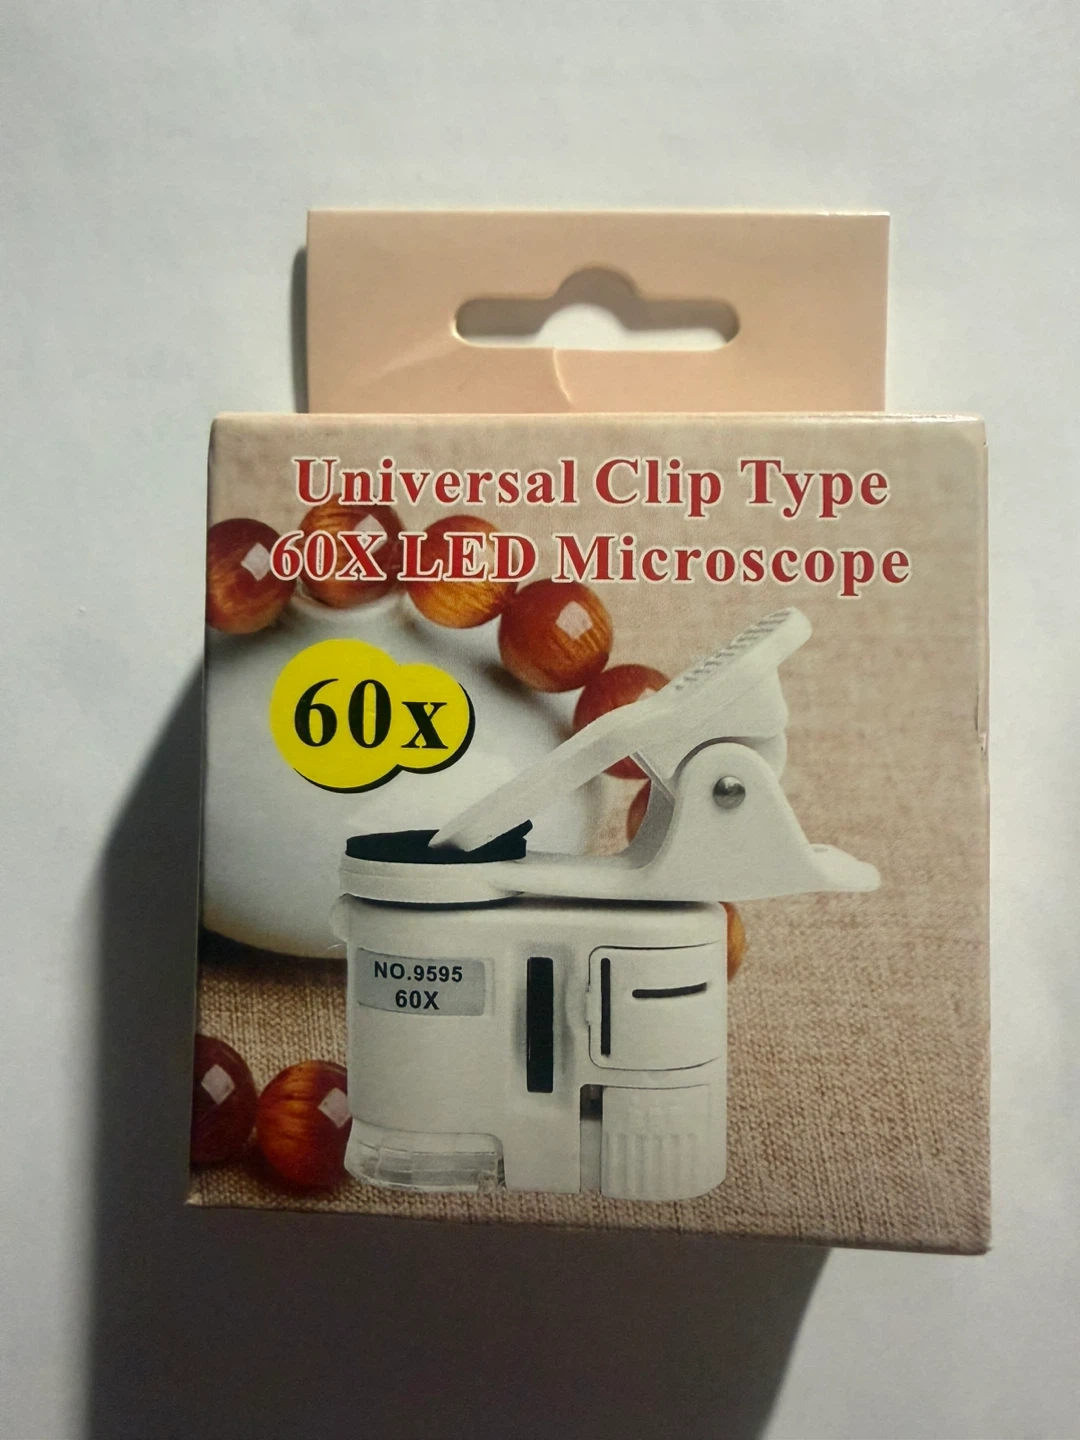 Universal Clip Type
60X LED Microscope
60x
NO.9595
60X